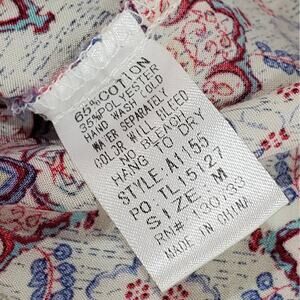 65%COTTON
35%POLYESTER
HAND WASH COLD
WATER SEPARATELY
COLOR WILL BLEED
NO BLEACH
HANG TO DRY
STYLE: A1155
PO: TL15127
SIZE: M
RN# 130133
MADE IN CHINA